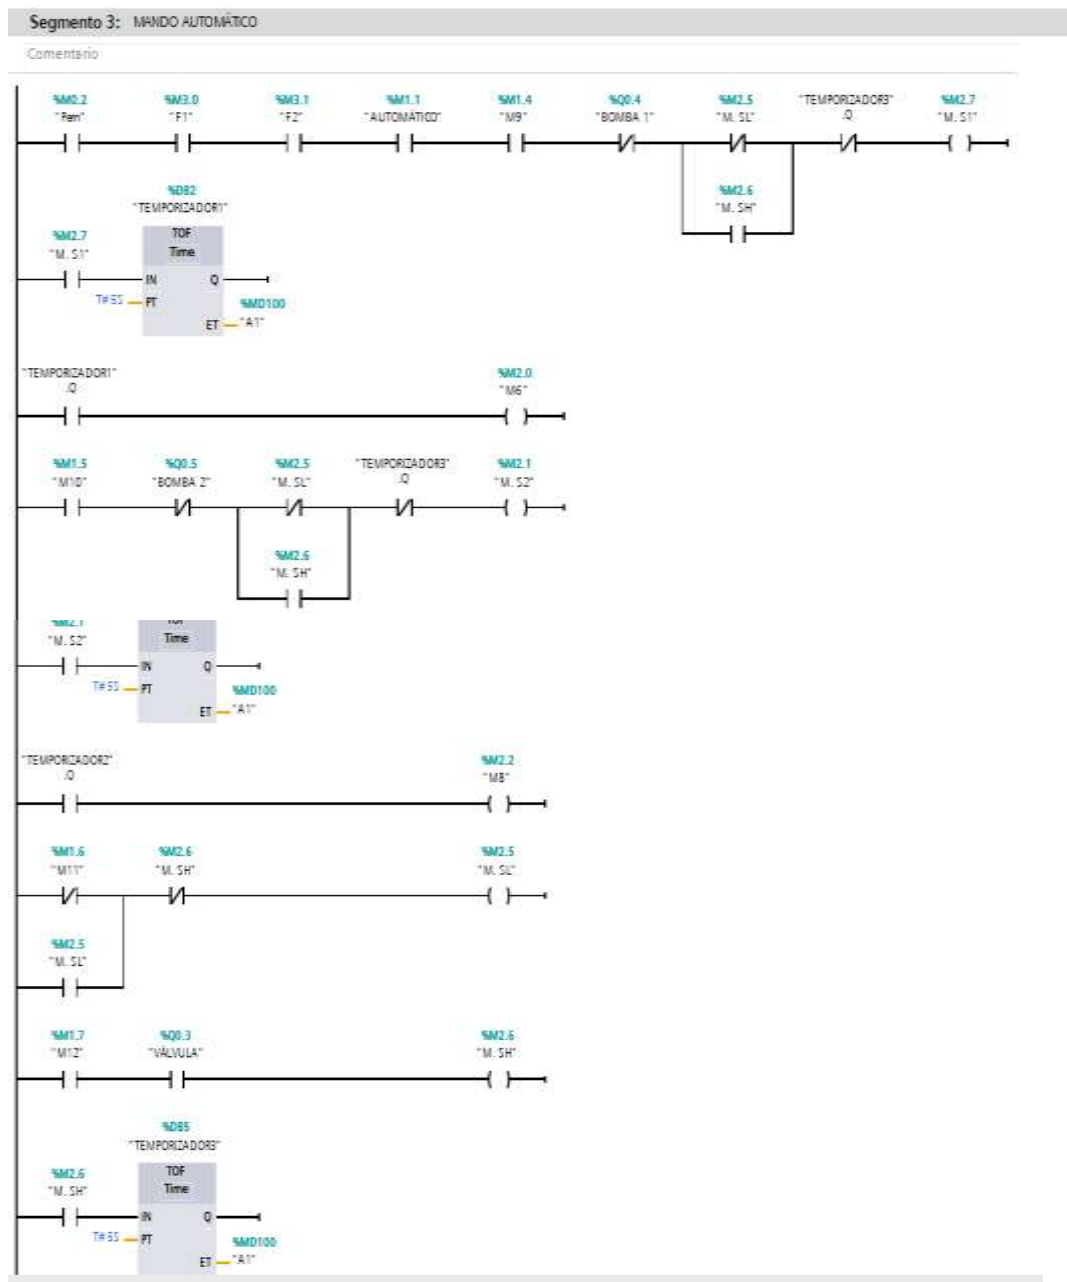 Segmento 3: MANDO AUTOMÁTICO
Comentario
%M0.2 %M3.0 %M3.1 %M1.1 %M1.4 %Q0.4 %M2.5 "TEMPORIZADOR3" %M2.7
"Pem" "F1" "F2" "AUTOMÁTICO" "M9" "BOMBA 1" "M. SL" .Q "M. S1"
%DB2 %M2.6
"TEMPORIZADOR1" "M. SH"
%M2.7 TOF
"M. S1" Time
IN Q
T#5S PT %MD100
ET "A1"
"TEMPORIZADOR1" %M2.0
.Q "M6"
%M1.5 %Q0.5 %M2.5 "TEMPORIZADOR3" %M2.1
"M10" "BOMBA 2" "M. SL" .Q "M. S2"
%M2.6
"M. SH"
%M2.1 TOF
"M. S2" Time
IN Q
T#5S PT %MD100
ET "A1"
"TEMPORIZADOR2" %M2.2
.Q "M8"
%M1.6 %M2.6 %M2.5
"M11" "M. SH" "M. SL"
%M2.5
"M. SL"
%M1.7 %Q0.3 %M2.6
"M12" "VÁLVULA" "M. SH"
%DB5
"TEMPORIZADOR3"
%M2.6 TOF
"M. SH" Time
IN Q
T#5S PT %MD100
ET "A1"